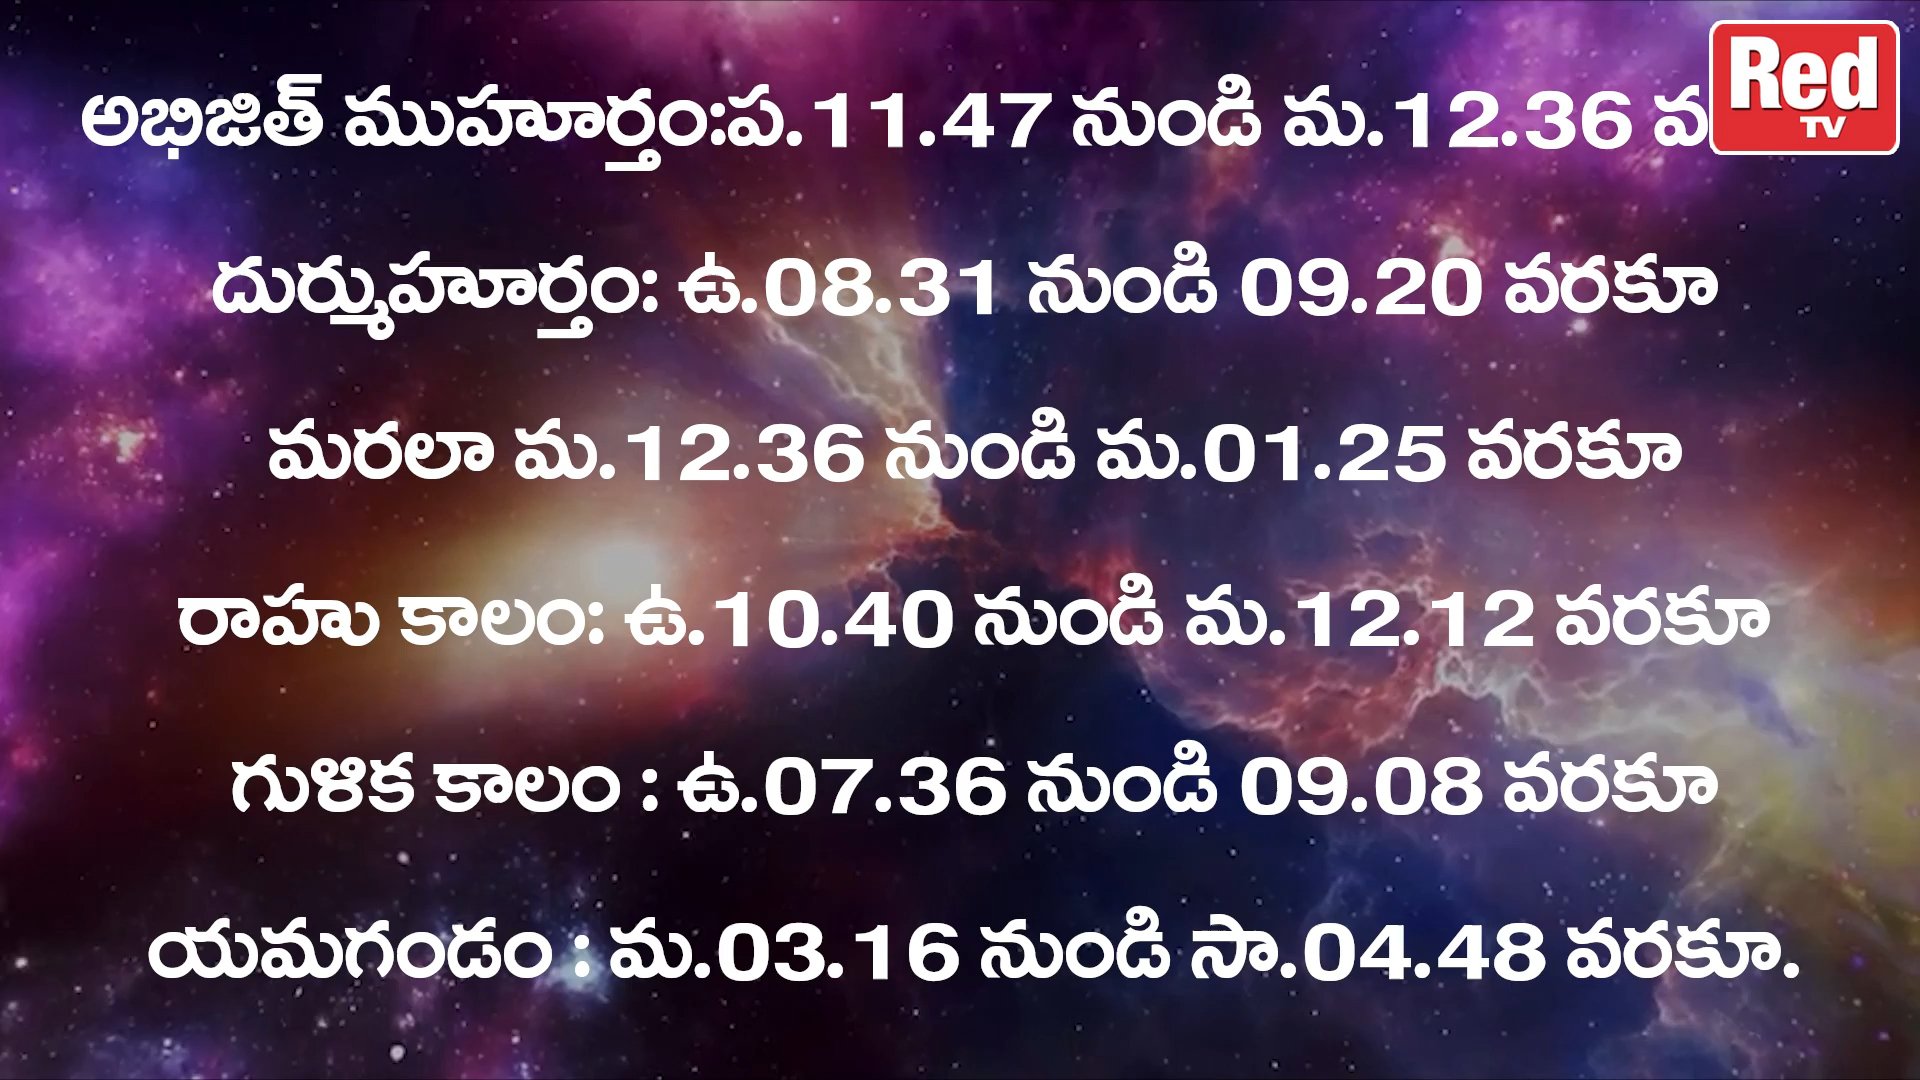 అభిజిత్ ముహూర్తం:ప.11.47 నుండి మ.12.36
Red
TV
దుర్ముహూర్తం: ఉ.08.31 నుండి 09.20 వరకూ
మరలా మ.12.36 నుండి మ.01.25 వరకూ
రాహు కాలం: ఉ.10.40 నుండి మ.12.12 వరకూ
గుళిక కాలం : ఉ.07.36 నుండి 09.08 వరకూ
యమగండం : మ.03.16 నుండి సా.04.48 వరకూ.